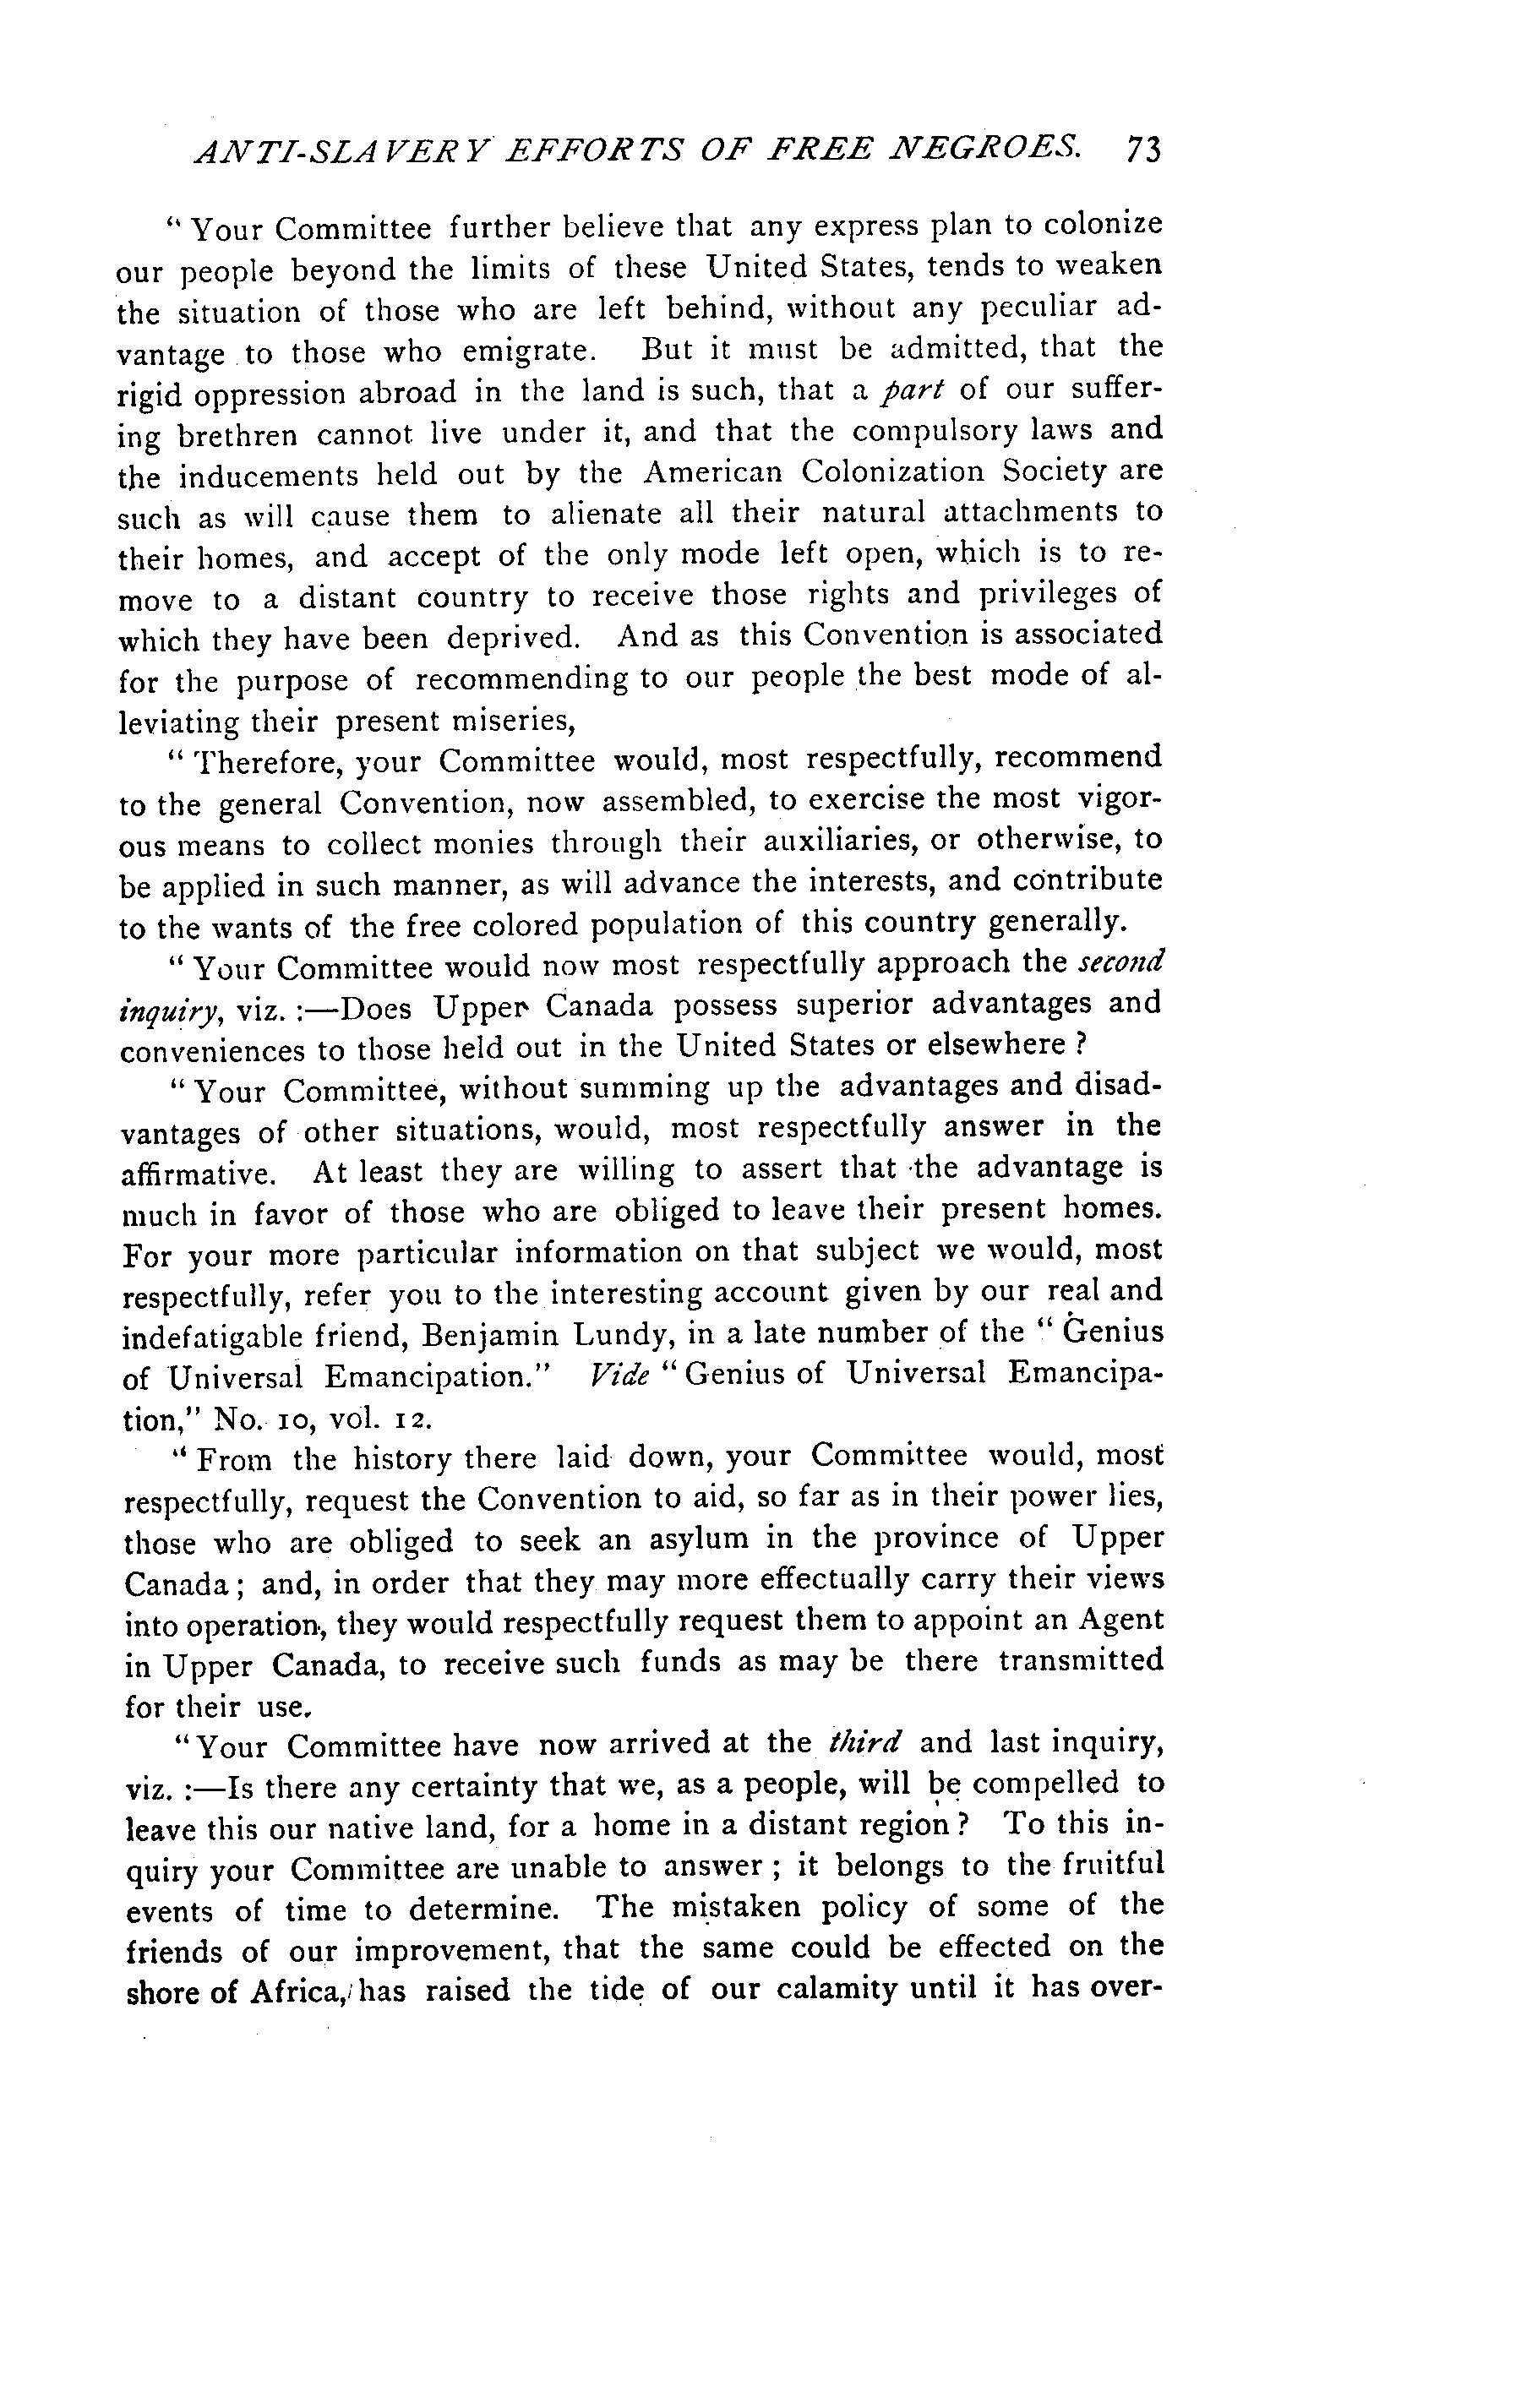 ANTI-SLAVERY EFFORTS OF FREE NEGROES. 73
“ Your Committee further believe that any express plan to colonize
our people beyond the limits of these United States, tends to weaken
the situation of those who are left behind, without any peculiar ad-
vantage to those who emigrate. But it must be admitted, that the
rigid oppression abroad in the land is such, that a part of our suffer-
ing brethren cannot live under it, and that the compulsory laws and
the inducements held out by the American Colonization Society are
such as will cause them to alienate all their natural attachments to
their homes, and accept of the only mode left open, which is to re-
move to a distant country to receive those rights and privileges of
which they have been deprived. And as this Convention is associated
for the purpose of recommending to our people the best mode of al-
leviating their present miseries,
“ Therefore, your Committee would, most respectfully, recommend
to the general Convention, now assembled, to exercise the most vigor-
ous means to collect monies through their auxiliaries, or otherwise, to
be applied in such manner, as will advance the interests, and contribute
to the wants of the free colored population of this country generally.
“ Your Committee would now most respectfully approach the second
inquiry, viz. :—Does Upper Canada possess superior advantages and
conveniences to those held out in the United States or elsewhere ?
“ Your Committee, without summing up the advantages and disad-
vantages of other situations, would, most respectfully answer in the
affirmative. At least they are willing to assert that the advantage is
much in favor of those who are obliged to leave their present homes.
For your more particular information on that subject we would, most
respectfully, refer you to the interesting account given by our real and
indefatigable friend, Benjamin Lundy, in a late number of the “ Genius
of Universal Emancipation.” Vide “ Genius of Universal Emancipa-
tion,” No. 10, vol. 12.
“ From the history there laid down, your Committee would, most
respectfully, request the Convention to aid, so far as in their power lies,
those who are obliged to seek an asylum in the province of Upper
Canada ; and, in order that they may more effectually carry their views
into operation, they would respectfully request them to appoint an Agent
in Upper Canada, to receive such funds as may be there transmitted
for their use.
“ Your Committee have now arrived at the third and last inquiry,
viz. :—Is there any certainty that we, as a people, will be compelled to
leave this our native land, for a home in a distant region ? To this in-
quiry your Committee are unable to answer ; it belongs to the fruitful
events of time to determine. The mistaken policy of some of the
friends of our improvement, that the same could be effected on the
shore of Africa, has raised the tide of our calamity until it has over-